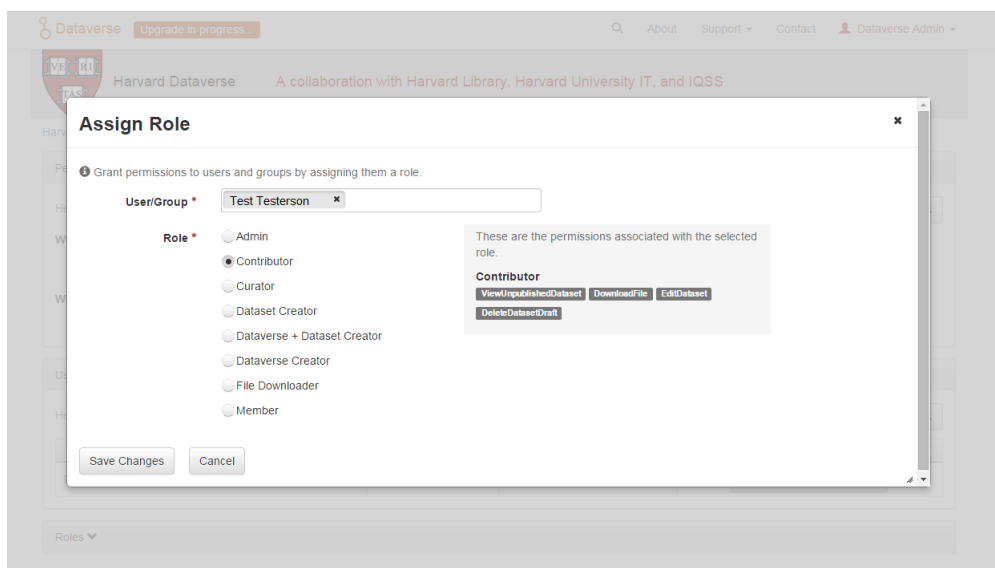 Dataverse Upgrade in progress... About Support Contact Dataverse Admin
VE RI
TAS
Harvard Dataverse A collaboration with Harvard Library, Harvard University IT, and IQSS
Assign Role
Grant permissions to users and groups by assigning them a role.
User/Group * Test Testerson
Role * Admin
Contributor
Curator
Dataset Creator
Dataverse + Dataset Creator
Dataverse Creator
File Downloader
Member
These are the permissions associated with the selected
role.
Contributor
ViewUnpublishedDataset DownloadFile EditDataset
DeleteDatasetDraft
Save Changes Cancel
Roles